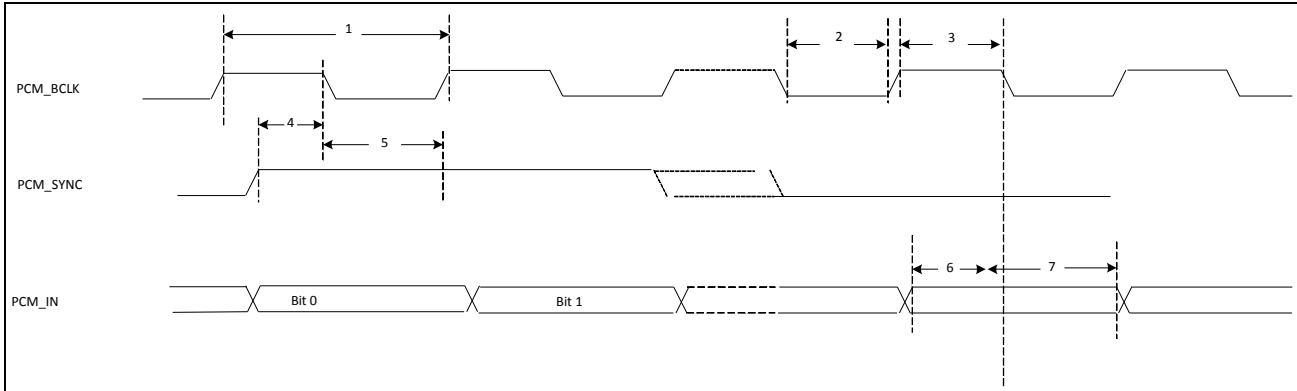 1
2
3
PCM_BCLK
4
5
PCM_SYNC
6
7
PCM_IN
Bit 0
Bit 1